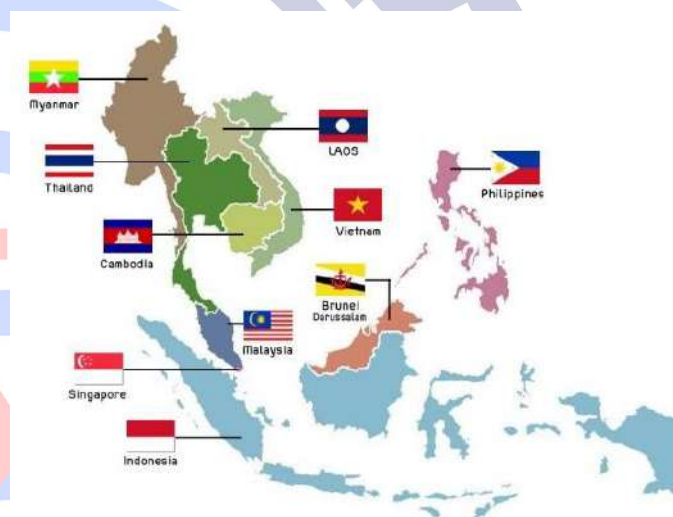 Myanmar
LAOS
Thailand
Philippines
Vietnam
Cambodia
Brunei
Darussalam
Malaysia
Singapore
Indonesia